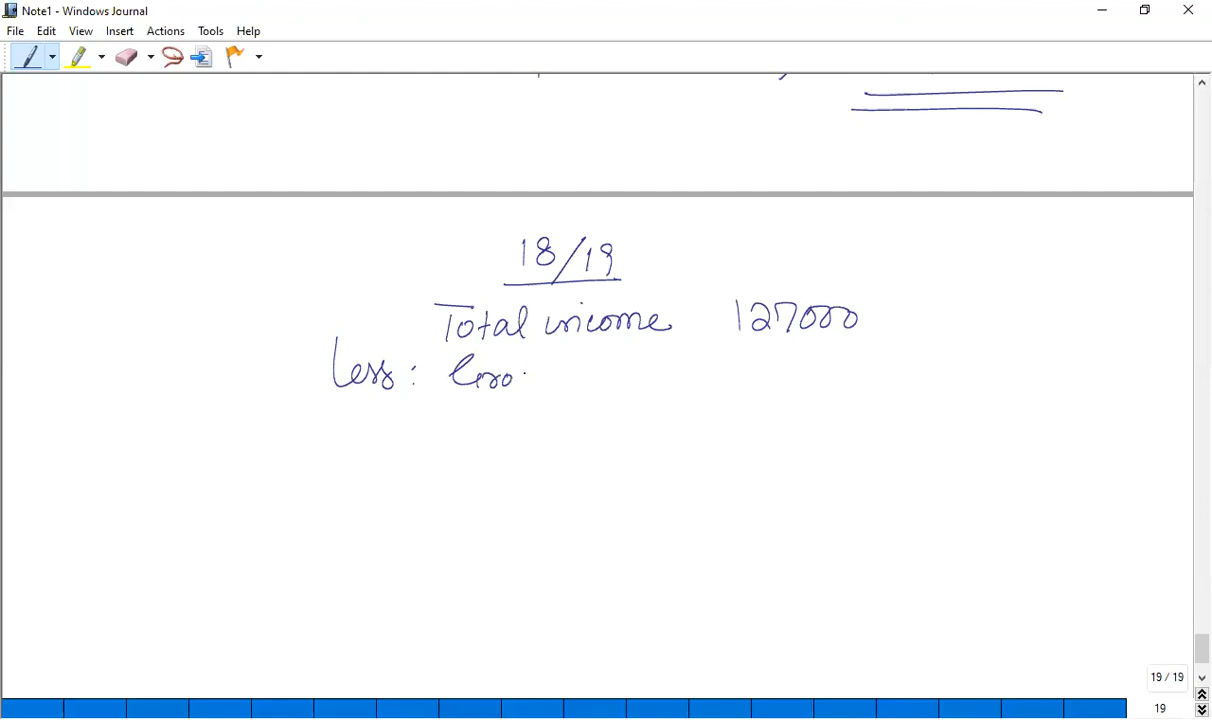 Note1 - Windows Journal
File Edit View Insert Actions Tools Help
18/19
Total income 127000
Less:
19 / 19
19